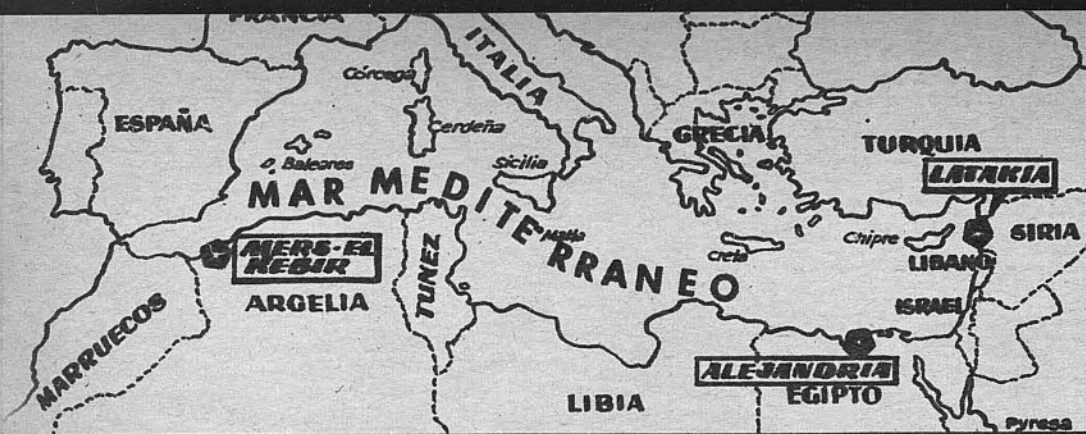 FRANCIA
ITALIA
Córcega
ESPAÑA
Cerdeña
GRECIA
TURQUIA
Baleares
Sicilia
LATAKIA
MAR MEDITERRANEO
Malta
Creta
Chipre
SIRIA
LIBANO
MERS-EL
KEBIR
TUNEZ
ARGELIA
ISRAEL
MARRUECOS
ALEJANDRIA
LIBIA
EGIPTO
Pyresa